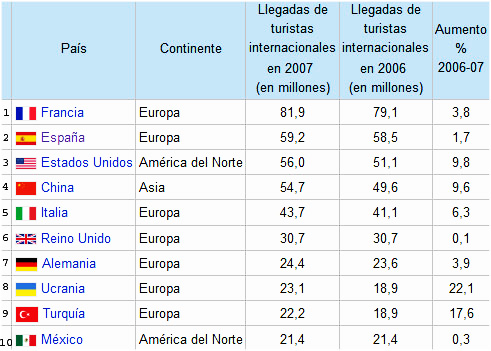 País Continente Llegadas de turistas internacionales en 2007 (en millones) Llegadas de turistas internacionales en 2006 (en millones) Aumento % 2006-07
1 Francia Europa 81,9 79,1 3,8
2 España Europa 59,2 58,5 1,7
3 Estados Unidos América del Norte 56,0 51,1 9,8
4 China Asia 54,7 49,6 9,6
5 Italia Europa 43,7 41,1 6,3
6 Reino Unido Europa 30,7 30,7 0,1
7 Alemania Europa 24,4 23,6 3,9
8 Ucrania Europa 23,1 18,9 22,1
9 Turquía Europa 22,2 18,9 17,6
10 México América del Norte 21,4 21,4 0,3